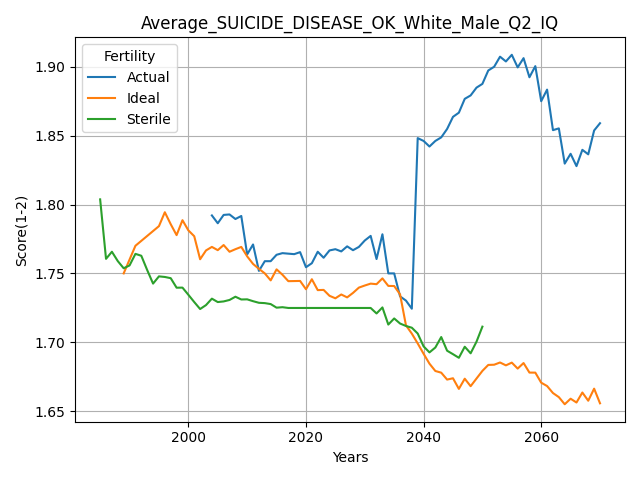 Average_SUICIDE_DISEASE_OK_White_Male_Q2_IQ
Fertility
Actual
Ideal
Sterile
1.90
1.85
1.80
1.75
1.70
1.65
Score(1-2)
2000
2020
2040
2060
Years